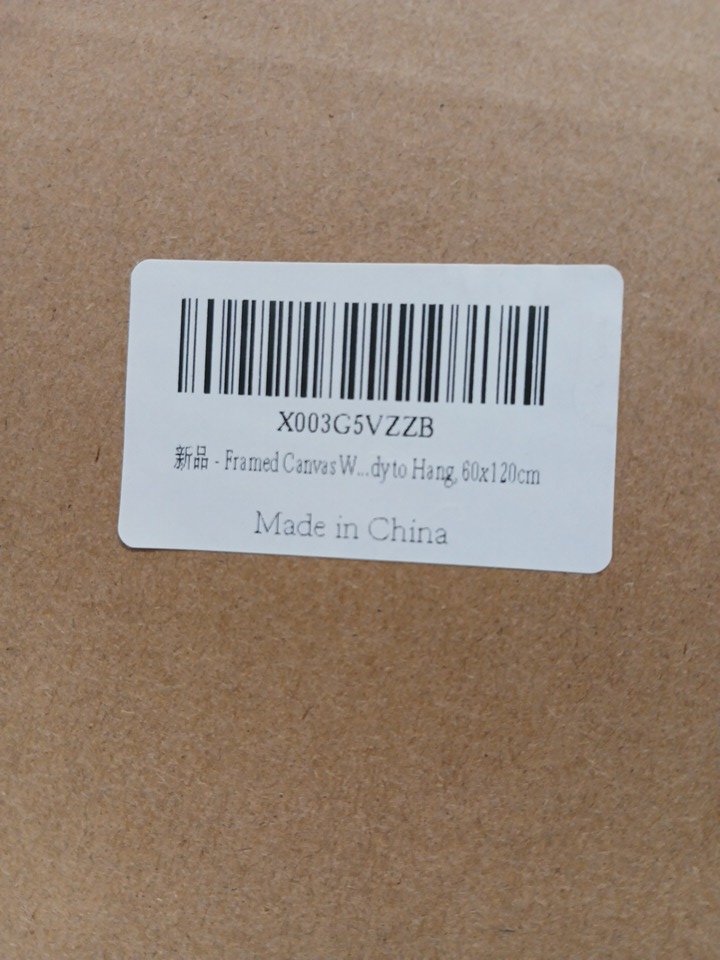 X003G5VZZB
新品 - Framed Canvas W...dy to Hang, 60x120cm
Made in China